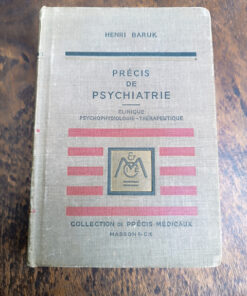 HENRI BARUK
PRÉCIS
DE
PSYCHIATRIE
CLINIQUE
PSYCHOPHYSIOLOGIE - THÉRAPEUTIQUE
COLLECTION DE PRÉCIS MÉDICAUX
MASSON & CIE